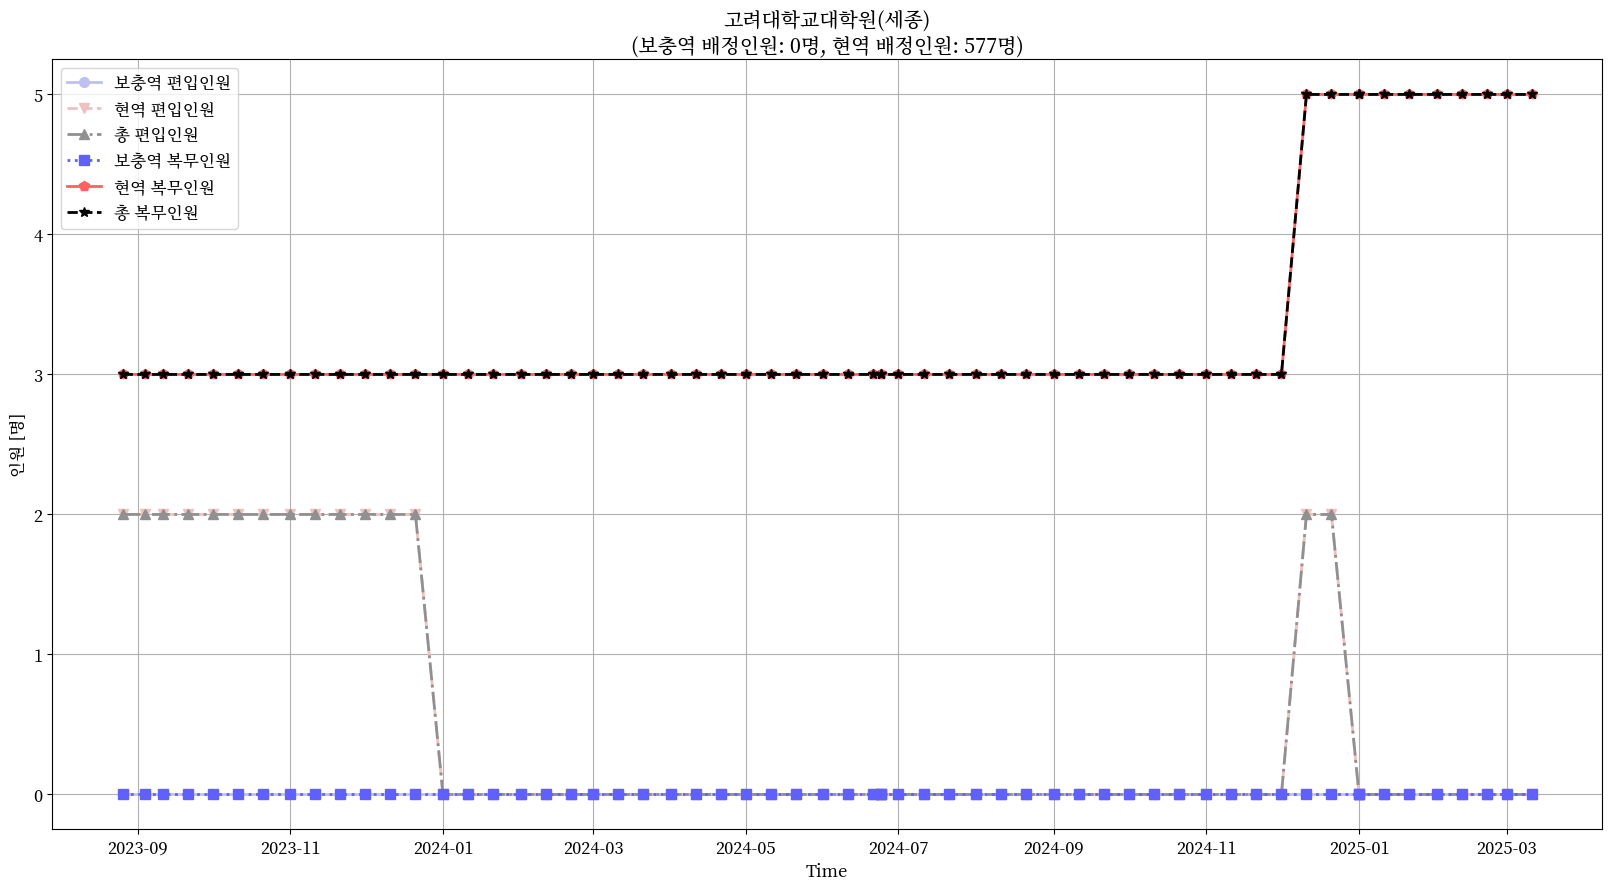 고려대학교대학원(세종)
(보충역 배정인원: 0명, 현역 배정인원: 577명)
보충역 편입인원
현역 편입인원
총 편입인원
보충역 복무인원
현역 복무인원
총 복무인원
5
4
3
2
1
0
인원 [명]
2023-09
2023-11
2024-01
2024-03
2024-05
2024-07
2024-09
2024-11
2025-01
2025-03
Time